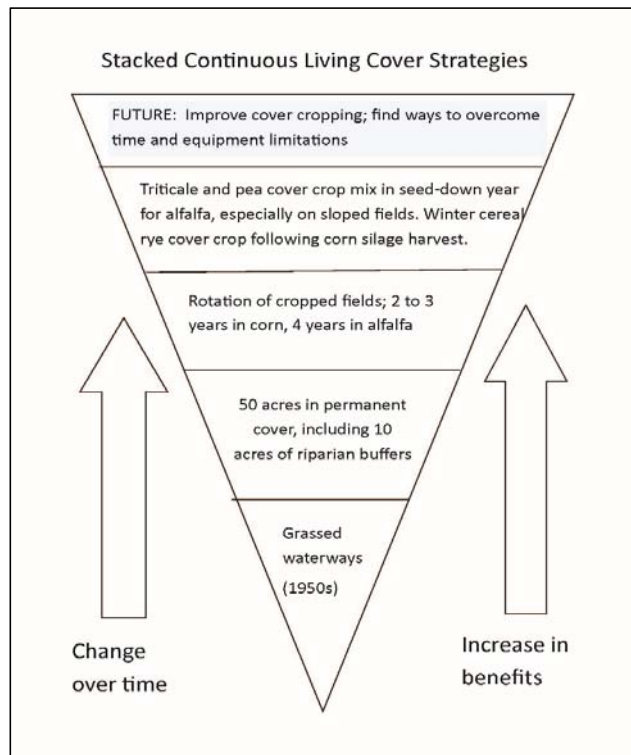 Stacked Continuous Living Cover Strategies
FUTURE:  Improve cover cropping; find ways to overcome
time and equipment limitations
Triticale and pea cover crop mix in seed-down year
for alfalfa, especially on sloped fields. Winter cereal
rye cover crop following corn silage harvest.
Rotation of cropped fields; 2 to 3
years in corn, 4 years in alfalfa
50 acres in permanent
cover, including 10
acres of riparian buffers
Grassed
waterways
(1950s)
Change
over time
Increase in
benefits